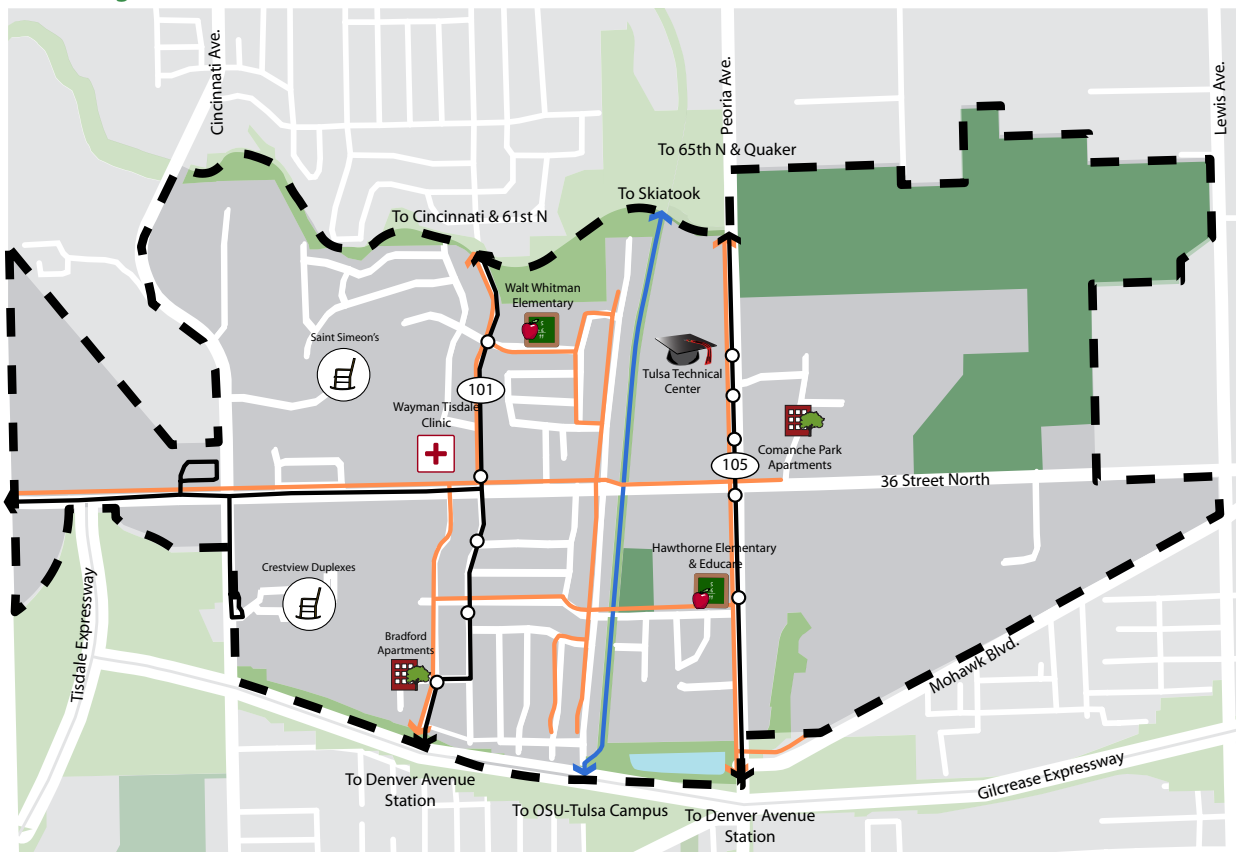 Cincinnati Ave.
Peoria Ave.
Lewis Ave.
To 65th N & Quaker
To Skiatook
To Cincinnati & 61st N
Walt Whitman
Elementary
Saint Simeon's
Tulsa Technical
Center
101
Wayman Tisdale
Clinic
Comanche Park
Apartments
105
36 Street North
Hawthorne Elementary
& Educare
Crestview Duplexes
Tisdale Expressway
Bradford
Apartments
Mohawk Blvd.
Gilcrease Expressway
To Denver Avenue
Station
To OSU-Tulsa Campus
To Denver Avenue
Station